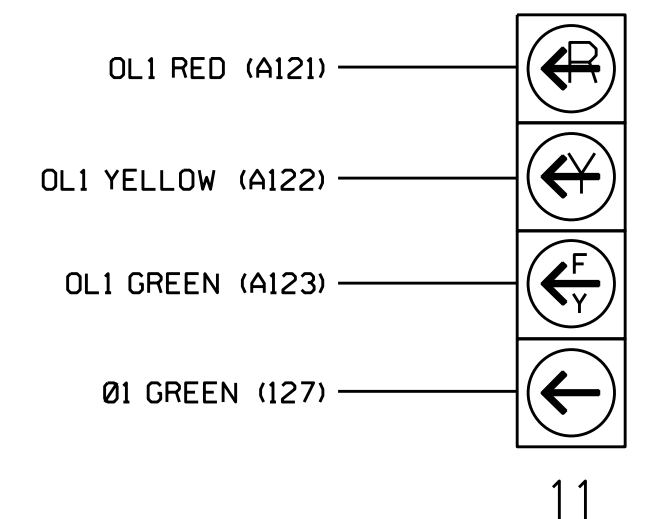 OL1 RED (A121)
R
OL1 YELLOW (A122)
Y
OL1 GREEN (A123)
F
Y
Ø1 GREEN (127)
11